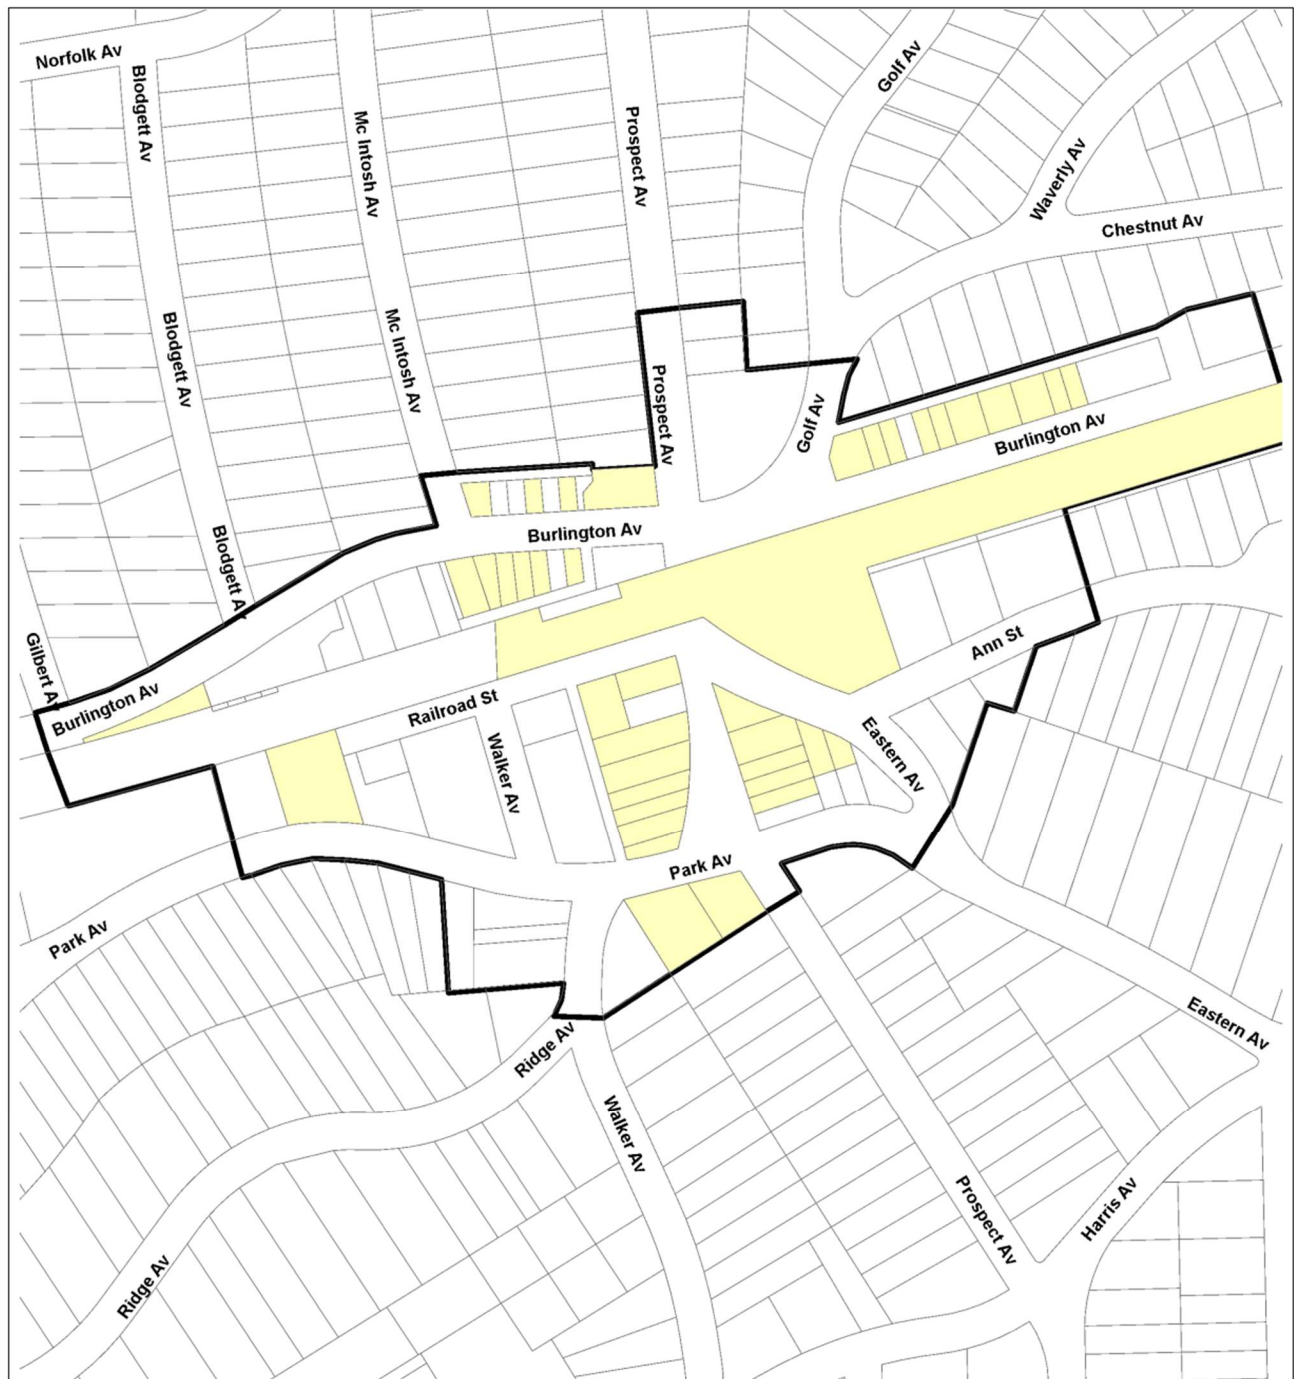 Norfolk Av
Golf Av
Blodgett Av
Mc Intosh Av
Prospect Av
Waverly Av
Chestnut Av
Blodgett Av
Mc Intosh Av
Prospect Av
Golf Av
Burlington Av
Burlington Av
Blodgett A
Gilbert A
Ann St
Burlington Av
Railroad St
Walker Av
Eastern Av
Park Av
Park Av
Eastern Av
Ridge Av
Walker Av
Prospect Av
Harris Av
Ridge Av